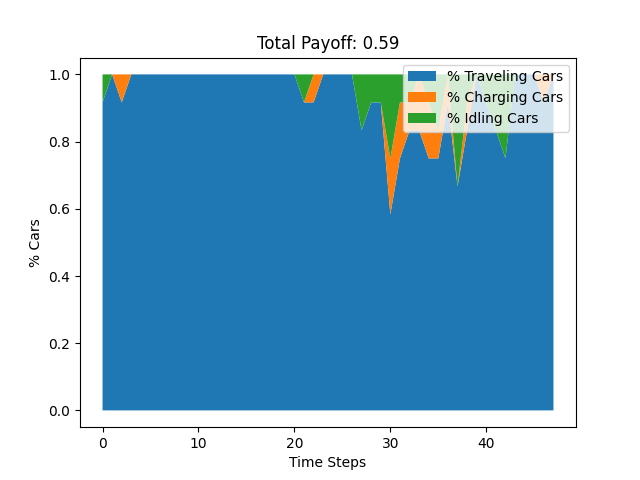 Total Payoff: 0.59
1.0
0.8
0.6
0.4
0.2
0.0
% Cars
% Traveling Cars
% Charging Cars
% Idling Cars
0 10 20 30 40
Time Steps